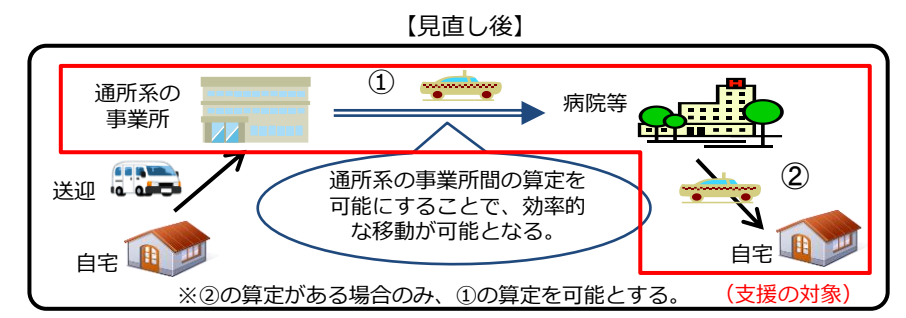 【見直し後】
通所系の
事業所
①
病院等
H
送迎
通所系の事業所間の算定を
可能にすることで、効率的
な移動が可能となる。
②
自宅
自宅
※②の算定がある場合のみ、①の算定を可能とする。
（支援の対象）